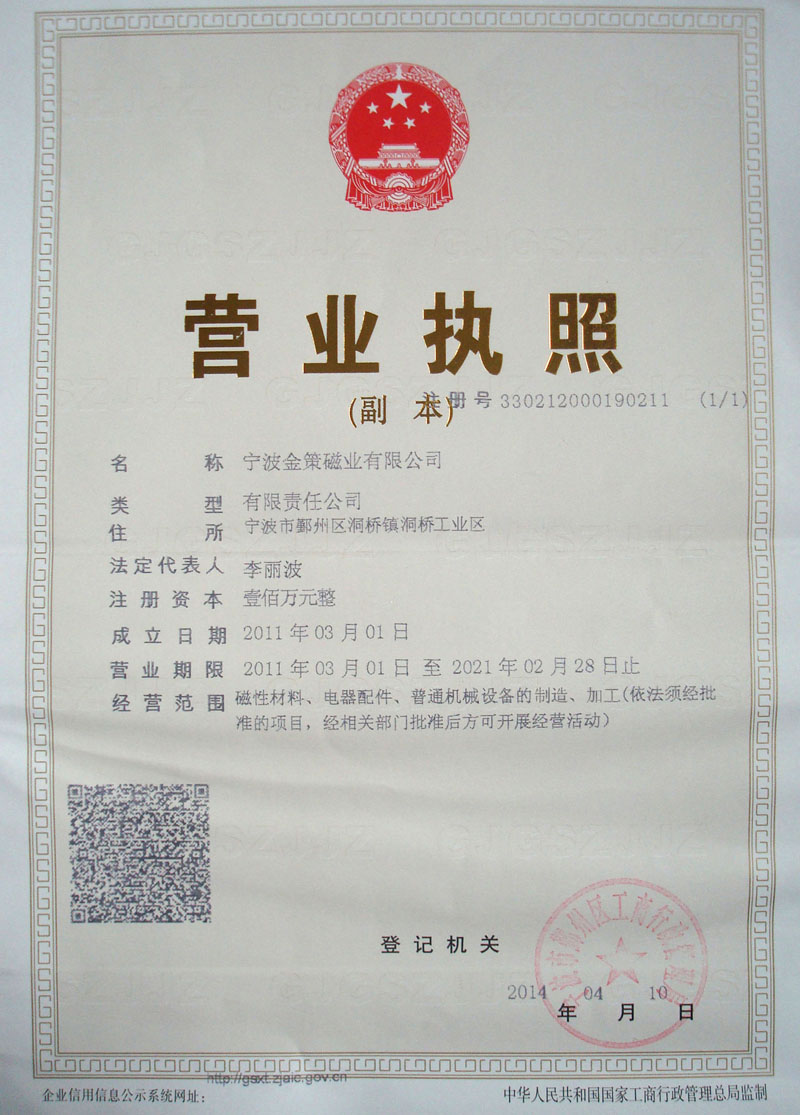 营业执照
(副 本)
注册号 330212000190211 (1/1)
名称 宁波金策磁业有限公司
类型 有限责任公司
住所 宁波市鄞州区洞桥镇洞桥工业区
法定代表人 李丽波
注册资本 壹佰万元整
成立日期 2011年03月01日
营业期限 2011年03月01日 至 2021年02月28日止
经营范围 磁性材料、电器配件、普通机械设备的制造、加工(依法须经批
准的项目，经相关部门批准后方可开展经营活动)
登记机关
2014年04月10日
http://gsxt.zjaic.gov.cn
企业信用信息公示系统网址：
中华人民共和国国家工商行政管理总局监制